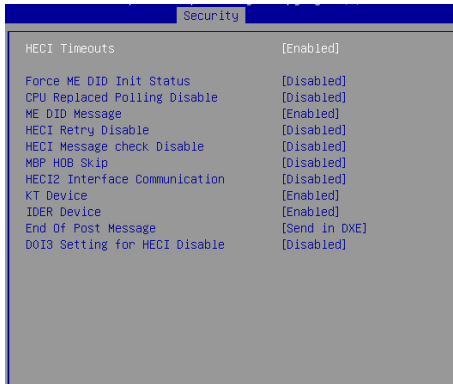 Security
HECI Timeouts [Enabled]
Force ME DID Init Status [Disabled]
CPU Replaced Polling Disable [Disabled]
ME DID Message [Enabled]
HECI Retry Disable [Disabled]
HECI Message check Disable [Disabled]
MBP HOB Skip [Disabled]
HECI2 Interface Communication [Disabled]
KT Device [Enabled]
IDER Device [Enabled]
End Of Post Message [Send in DXE]
D0I3 Setting for HECI Disable [Disabled]